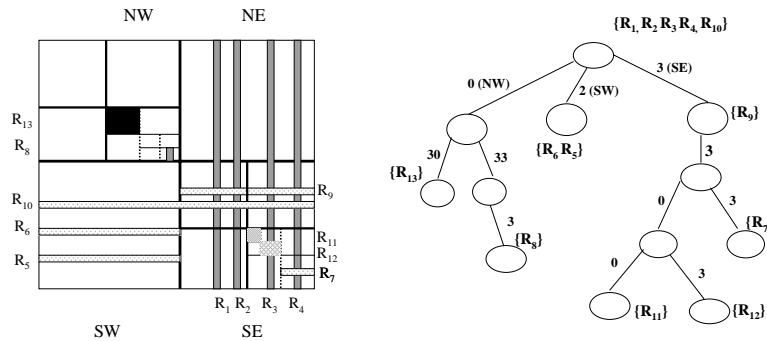 NW NE
R13
R8
R10
R6
R5
R9
R11
R12
R7
R1 R2 R3 R4
SW SE
{R1, R2 R3 R4, R10}
0 (NW) 2 (SW) 3 (SE)
{R9}
30 33 {R6 R5} 3
{R13}
3 0 3
{R8} {R7
0 3
{R11} {R12}